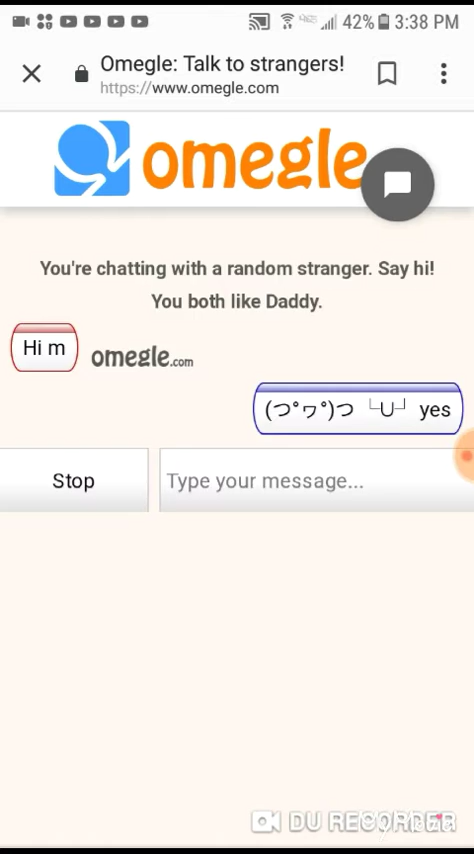 42% 3:38 PM
Omegle: Talk to strangers!
https://www.omegle.com
omegle
You're chatting with a random stranger. Say hi!
You both like Daddy.
Hi m
omegle.com
(つ°ヮ°)つ └∪┘ yes
Stop
Type your message...
DU RECORDER